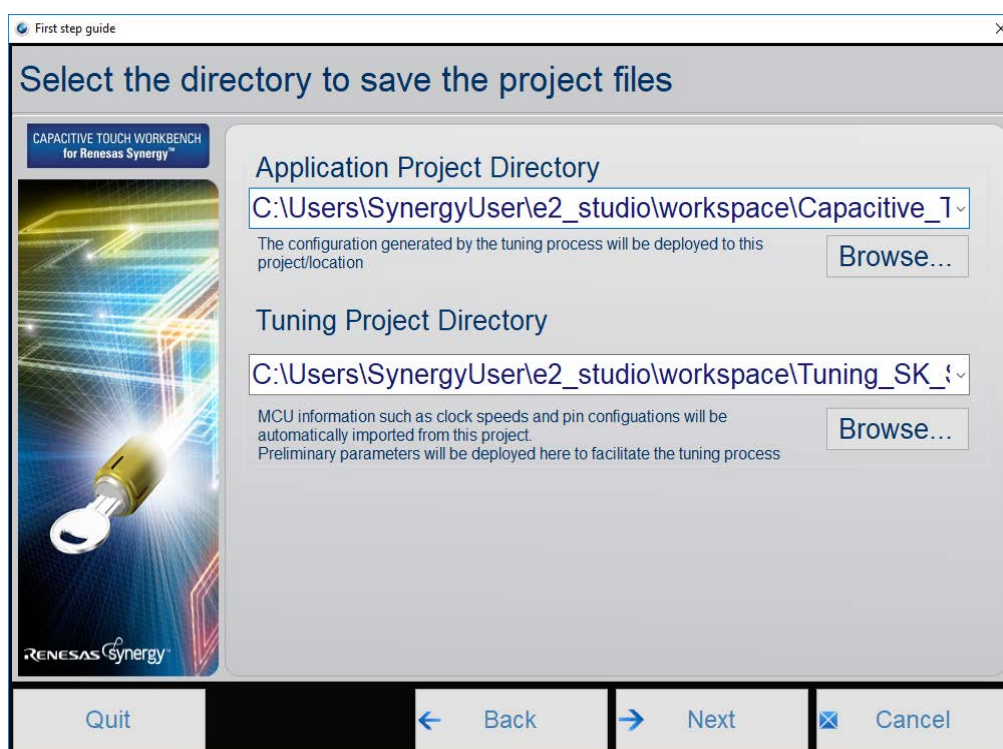 First step guide
Select the directory to save the project files
CAPACITIVE TOUCH WORKBENCH
for Renesas Synergy™
Application Project Directory
C:\Users\SynergyUser\e2_studio\workspace\Capacitive_T
The configuration generated by the tuning process will be deployed to this
project/location
Browse...
Tuning Project Directory
C:\Users\SynergyUser\e2_studio\workspace\Tuning_SK_
MCU information such as clock speeds and pin configuations will be
automatically imported from this project.
Preliminary parameters will be deployed here to facilitate the tuning process
Browse...
RENESAS Synergy™
Quit
Back
Next
Cancel